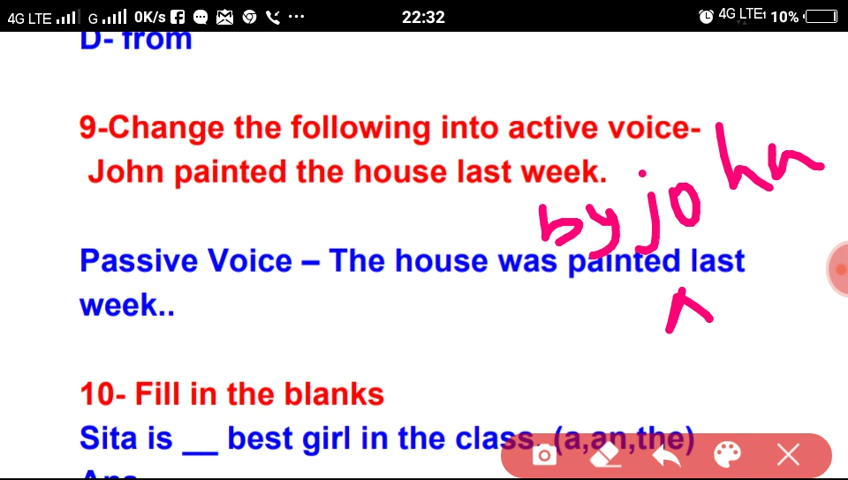 4G LTE G 0K/s 22:32 4G LTE 10%
D- from
9-Change the following into active voice-
John painted the house last week.
by john
Passive Voice – The house was painted last
week..
10- Fill in the blanks
Sita is __ best girl in the class. (a,an,the)
Ans